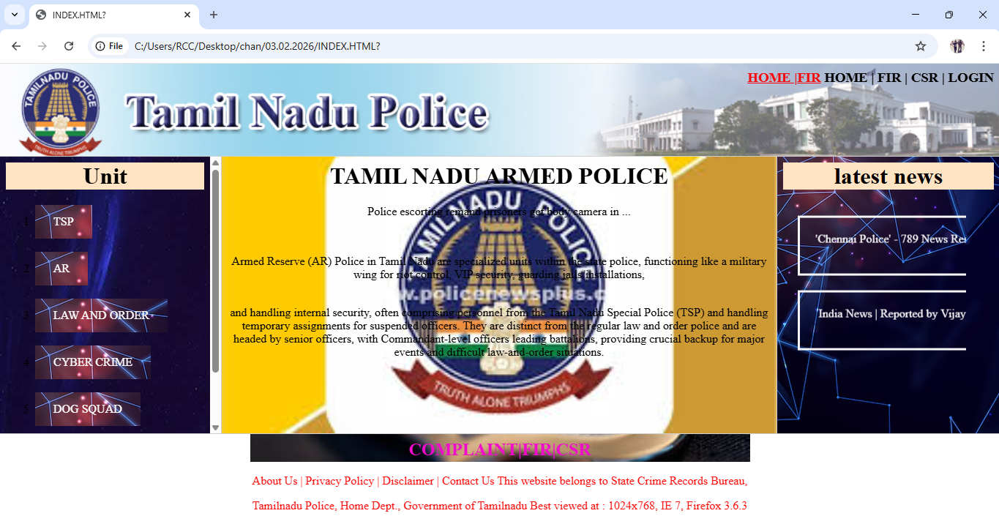 INDEX.HTML?
File C:/Users/RCC/Desktop/chan/03.02.2026/INDEX.HTML?
TAMILNADU POLICE
TRUTH ALONE TRIUMPHS
Tamil Nadu Police
HOME |FIR HOME | FIR | CSR | LOGIN
Unit
1. TSP
2. AR
3. LAW AND ORDER
4. CYBER CRIME
5. DOG SQUAD
TAMIL NADU ARMED POLICE
Police escorting remand prisoners get body camera in ...
Armed Reserve (AR) Police in Tamil Nadu are specialized units within the state police, functioning like a military
wing for riot control, VIP security, guarding jails/installations,
and handling internal security, often comprising personnel from the Tamil Nadu Special Police (TSP) and handling
temporary assignments for suspended officers. They are distinct from the regular law and order police and are
headed by senior officers, with Commandant-level officers leading battalions, providing crucial backup for major
events and difficult law-and-order situations.
TAMILNADU POLICE
w.policenewsplus.c
TRUTH ALONE TRIUMPHS
latest news
'Chennai Police' - 789 News Res
India News | Reported by Vijay
COMPLAINT|FIR|CSR
About Us | Privacy Policy | Disclaimer | Contact Us This website belongs to State Crime Records Bureau,
Tamilnadu Police, Home Dept., Government of Tamilnadu Best viewed at : 1024x768, IE 7, Firefox 3.6.3